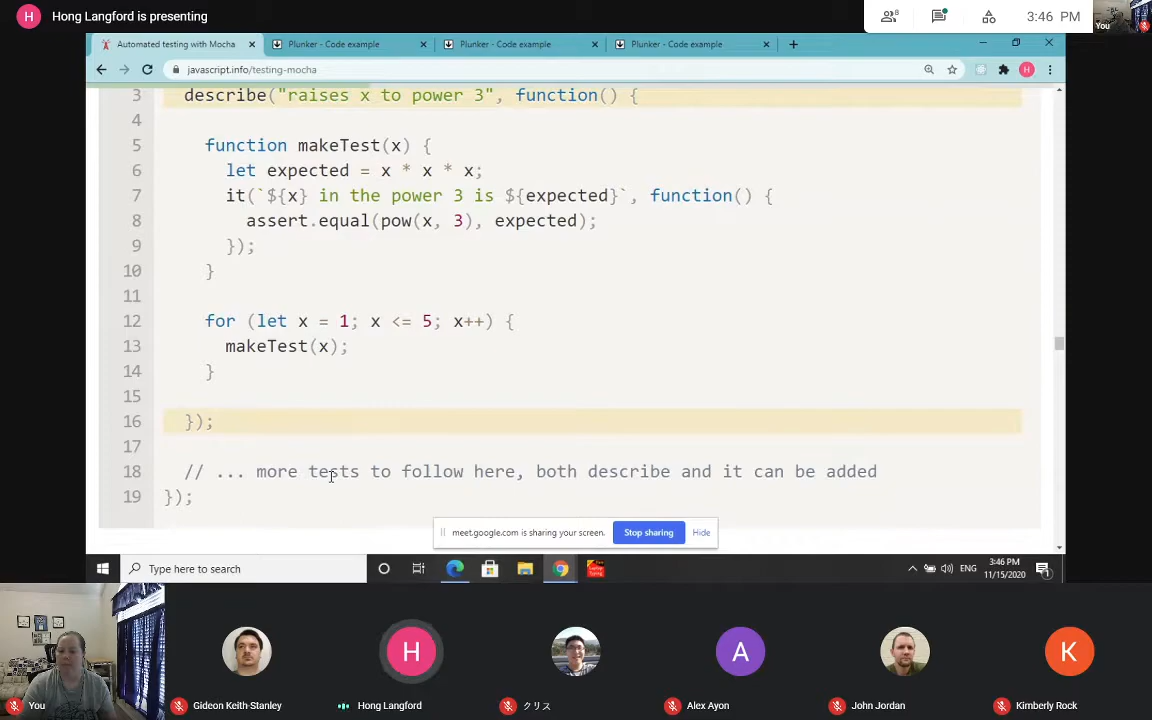 H Hong Langford is presenting
8
3:46 PM
You
Automated testing with Mocha
Plunker - Code example
Plunker - Code example
Plunker - Code example
javascript.info/testing-mocha
H
3 describe("raises x to power 3", function() {
4
5 function makeTest(x) {
6 let expected = x * x * x;
7 it(`${x} in the power 3 is ${expected}`, function() {
8 assert.equal(pow(x, 3), expected);
9 });
10 }
11
12 for (let x = 1; x <= 5; x++) {
13 makeTest(x);
14 }
15
16 });
17
18 // ... more tests to follow here, both describe and it can be added
19 });
meet.google.com is sharing your screen. Stop sharing Hide
Type here to search
ENG
3:46 PM
11/15/2020
1
H
A
K
You
Gideon Keith-Stanley
Hong Langford
クリス
Alex Ayon
John Jordan
Kimberly Rock